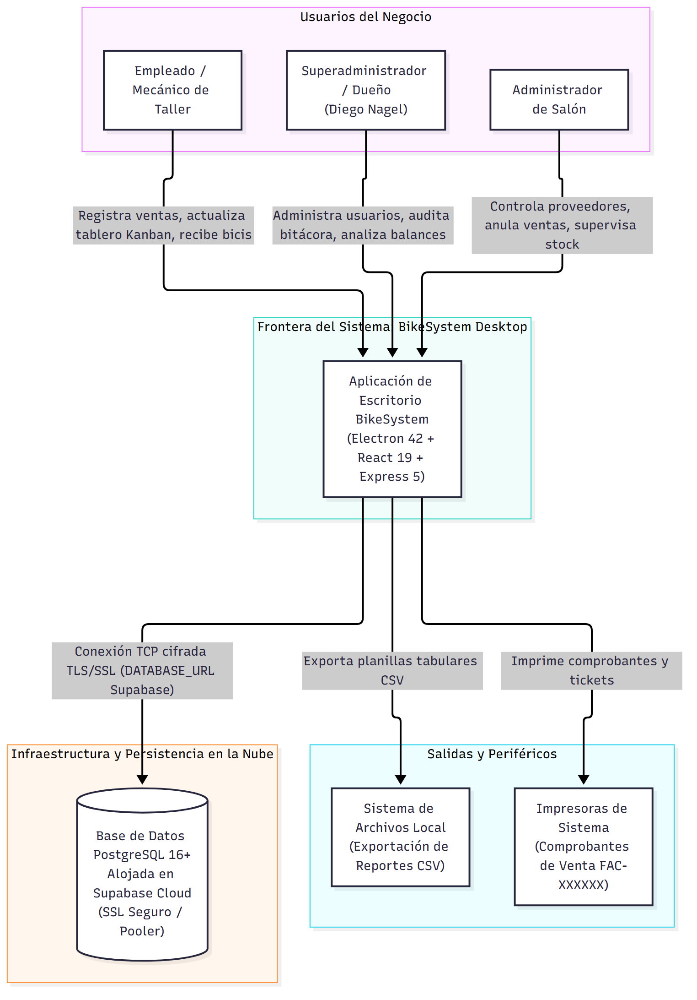 Usuarios del Negocio
Empleado /
Mecánico de
Taller
Superadministrador
/ Dueño
(Diego Nagel)
Administrador
de Salón
Registra ventas, actualiza
tablero Kanban, recibe bicis
Administra usuarios, audita
bitácora, analiza balances
Controla proveedores,
anula ventas, supervisa
stock
Frontera del Sistema: BikeSystem Desktop
Aplicación de
Escritorio
BikeSystem
(Electron 42 +
React 19 +
Express 5)
Conexión TCP cifrada
TLS/SSL (DATABASE_URL
Supabase)
Exporta planillas tabulares
CSV
Imprime comprobantes y
tickets
Infraestructura y Persistencia en la Nube
Base de Datos
PostgreSQL 16+
Alojada en
Supabase Cloud
(SSL Seguro /
Pooler)
Salidas y Periféricos
Sistema de
Archivos Local
(Exportación de
Reportes CSV)
Impresoras de
Sistema
(Comprobantes
de Venta FAC-
XXXXXX)